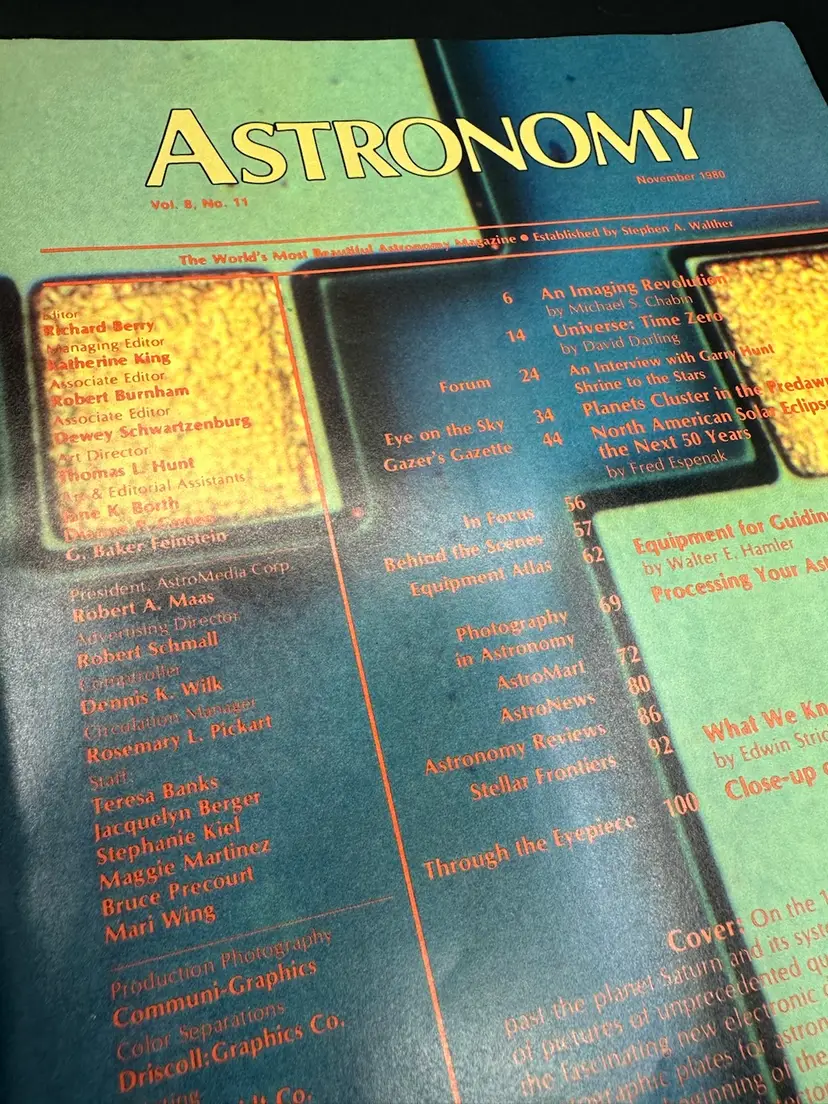 ASTRONOMY
Vol. 8, No. 11
November 1980
The World's Most Beautiful Astronomy Magazine • Established by Stephen A. Walther
Editor
Richard Berry
Managing Editor
Katherine King
Associate Editor
Robert Burnham
Associate Editor
Dewey Schwartzenburg
Art Director
Thomas L. Hunt
Art & Editorial Assistants
Jane K. Borth
G. Baker Feinstein
President, AstroMedia Corp.
Robert A. Maas
Advertising Director
Robert Schmall
Comptroller
Dennis K. Wilk
Circulation Manager
Rosemary L. Pickart
Staff
Teresa Banks
Jacquelyn Berger
Stephanie Kiel
Maggie Martinez
Bruce Precourt
Mari Wing
Production Photography
Communi-Graphics
Color Separations
Driscoll:Graphics Co.
Co.
6 An Imaging Revolution
by Michael S. Chabin
14 Universe: Time Zero
by David Darling
Forum 24 An Interview with Garry Hunt
Shrine to the Stars
Eye on the Sky 34 Planets Cluster in the Predawn
Gazer's Gazette 44 North American Solar Eclipse
the Next 50 Years
by Fred Espenak
In Focus 56
Behind the Scenes 57
Equipment Atlas 62 Equipment for Guiding
by Walter E. Hamler
Photography 69 Processing Your
in Astronomy
AstroMart 72
AstroNews 80
Astronomy Reviews 86 What We
by Edwin
Stellar Frontiers 92 Close-up
Through the Eyepiece 100
Cover: On the
past the planet Saturn and its
of pictures of unprecedented
the fascinating new electronic
plates for
beginning of the